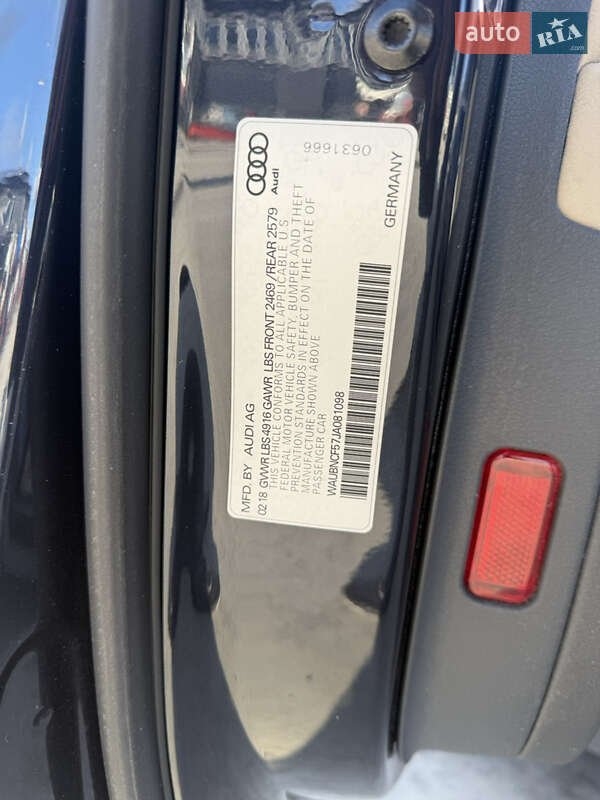 auto RIA.com
Audi
0631666
MFD. BY AUDI AG
GERMANY
0218 GVWR LBS 4916 GAWR LBS FRONT 2469 /REAR 2579
THIS VEHICLE CONFORMS TO ALL APPLICABLE U.S
FEDERAL MOTOR VEHICLE SAFETY, BUMPER AND THEFT
PREVENTION STANDARDS IN EFFECT ON THE DATE OF
MANUFACTURE SHOWN ABOVE
PASSENGER CAR
WAUBNCF57JA081098